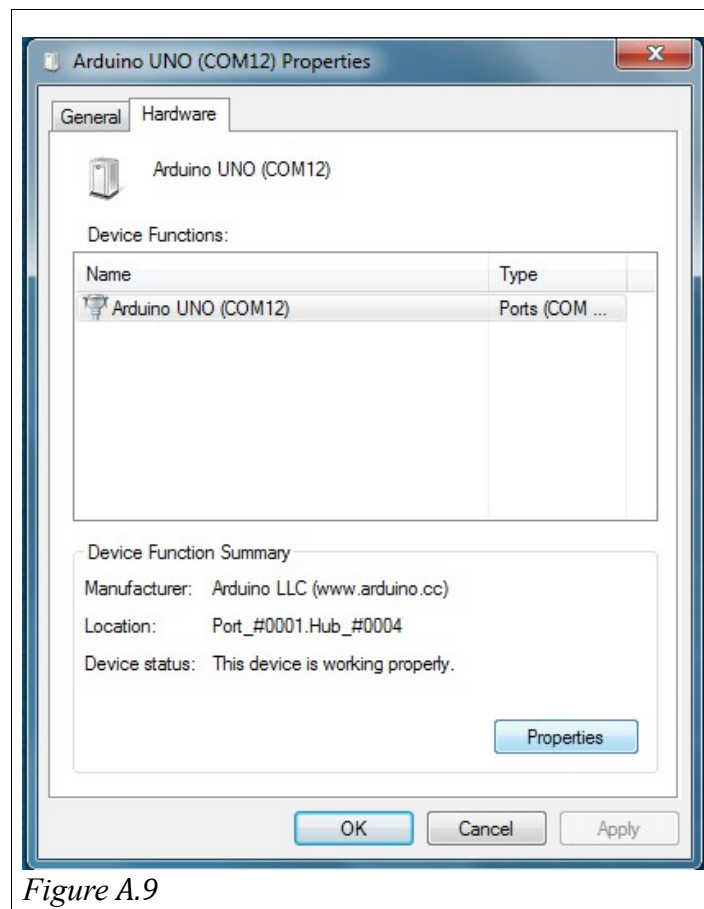 Arduino UNO (COM12) Properties
General Hardware
Arduino UNO (COM12)
Device Functions:
Name Type
Arduino UNO (COM12) Ports (COM ...
Device Function Summary
Manufacturer: Arduino LLC (www.arduino.cc)
Location: Port_#0001.Hub_#0004
Device status: This device is working properly.
Properties
OK Cancel Apply
Figure A.9